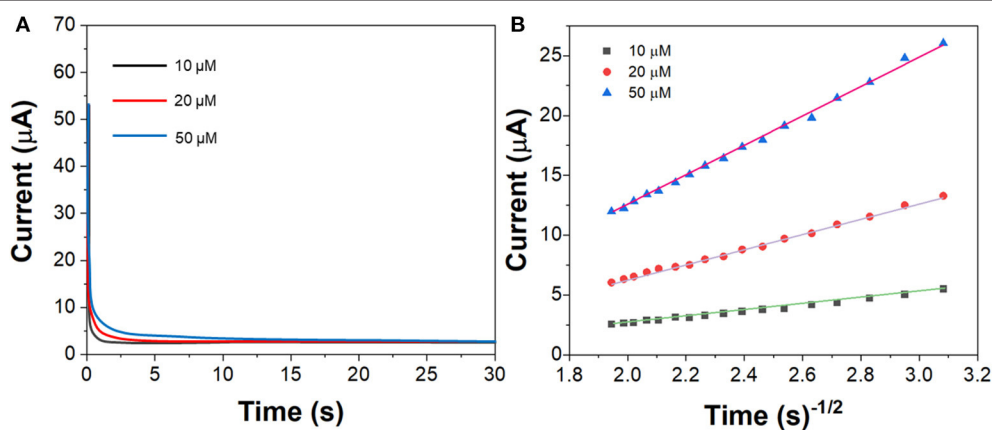 A
70
60
50
40
30
20
10
0
Current (μA)
10 μM
20 μM
50 μM
0 5 10 15 20 25 30
Time (s)
B
25
20
15
10
5
0
Current (μA)
10 μM
20 μM
50 μM
1.8 2.0 2.2 2.4 2.6 2.8 3.0 3.2
Time (s)-1/2